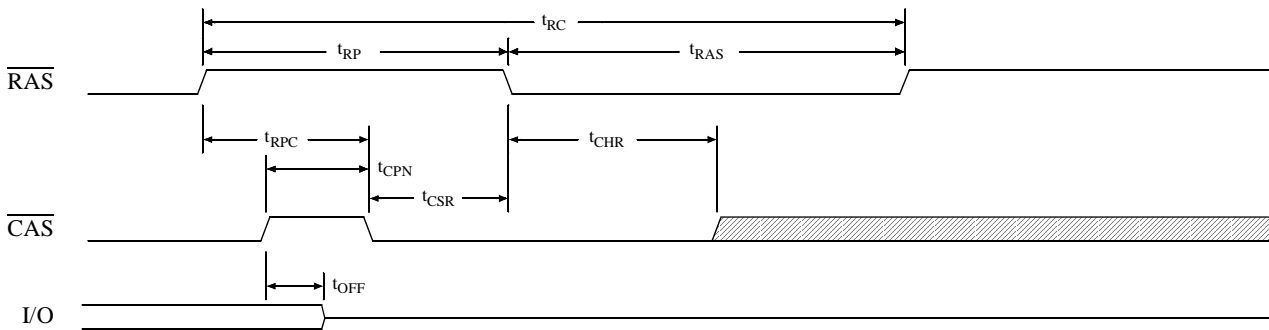 tRC
tRP
tRAS
RAS
tRPC
tCHR
tCPN
tCSR
CAS
tOFF
I/O